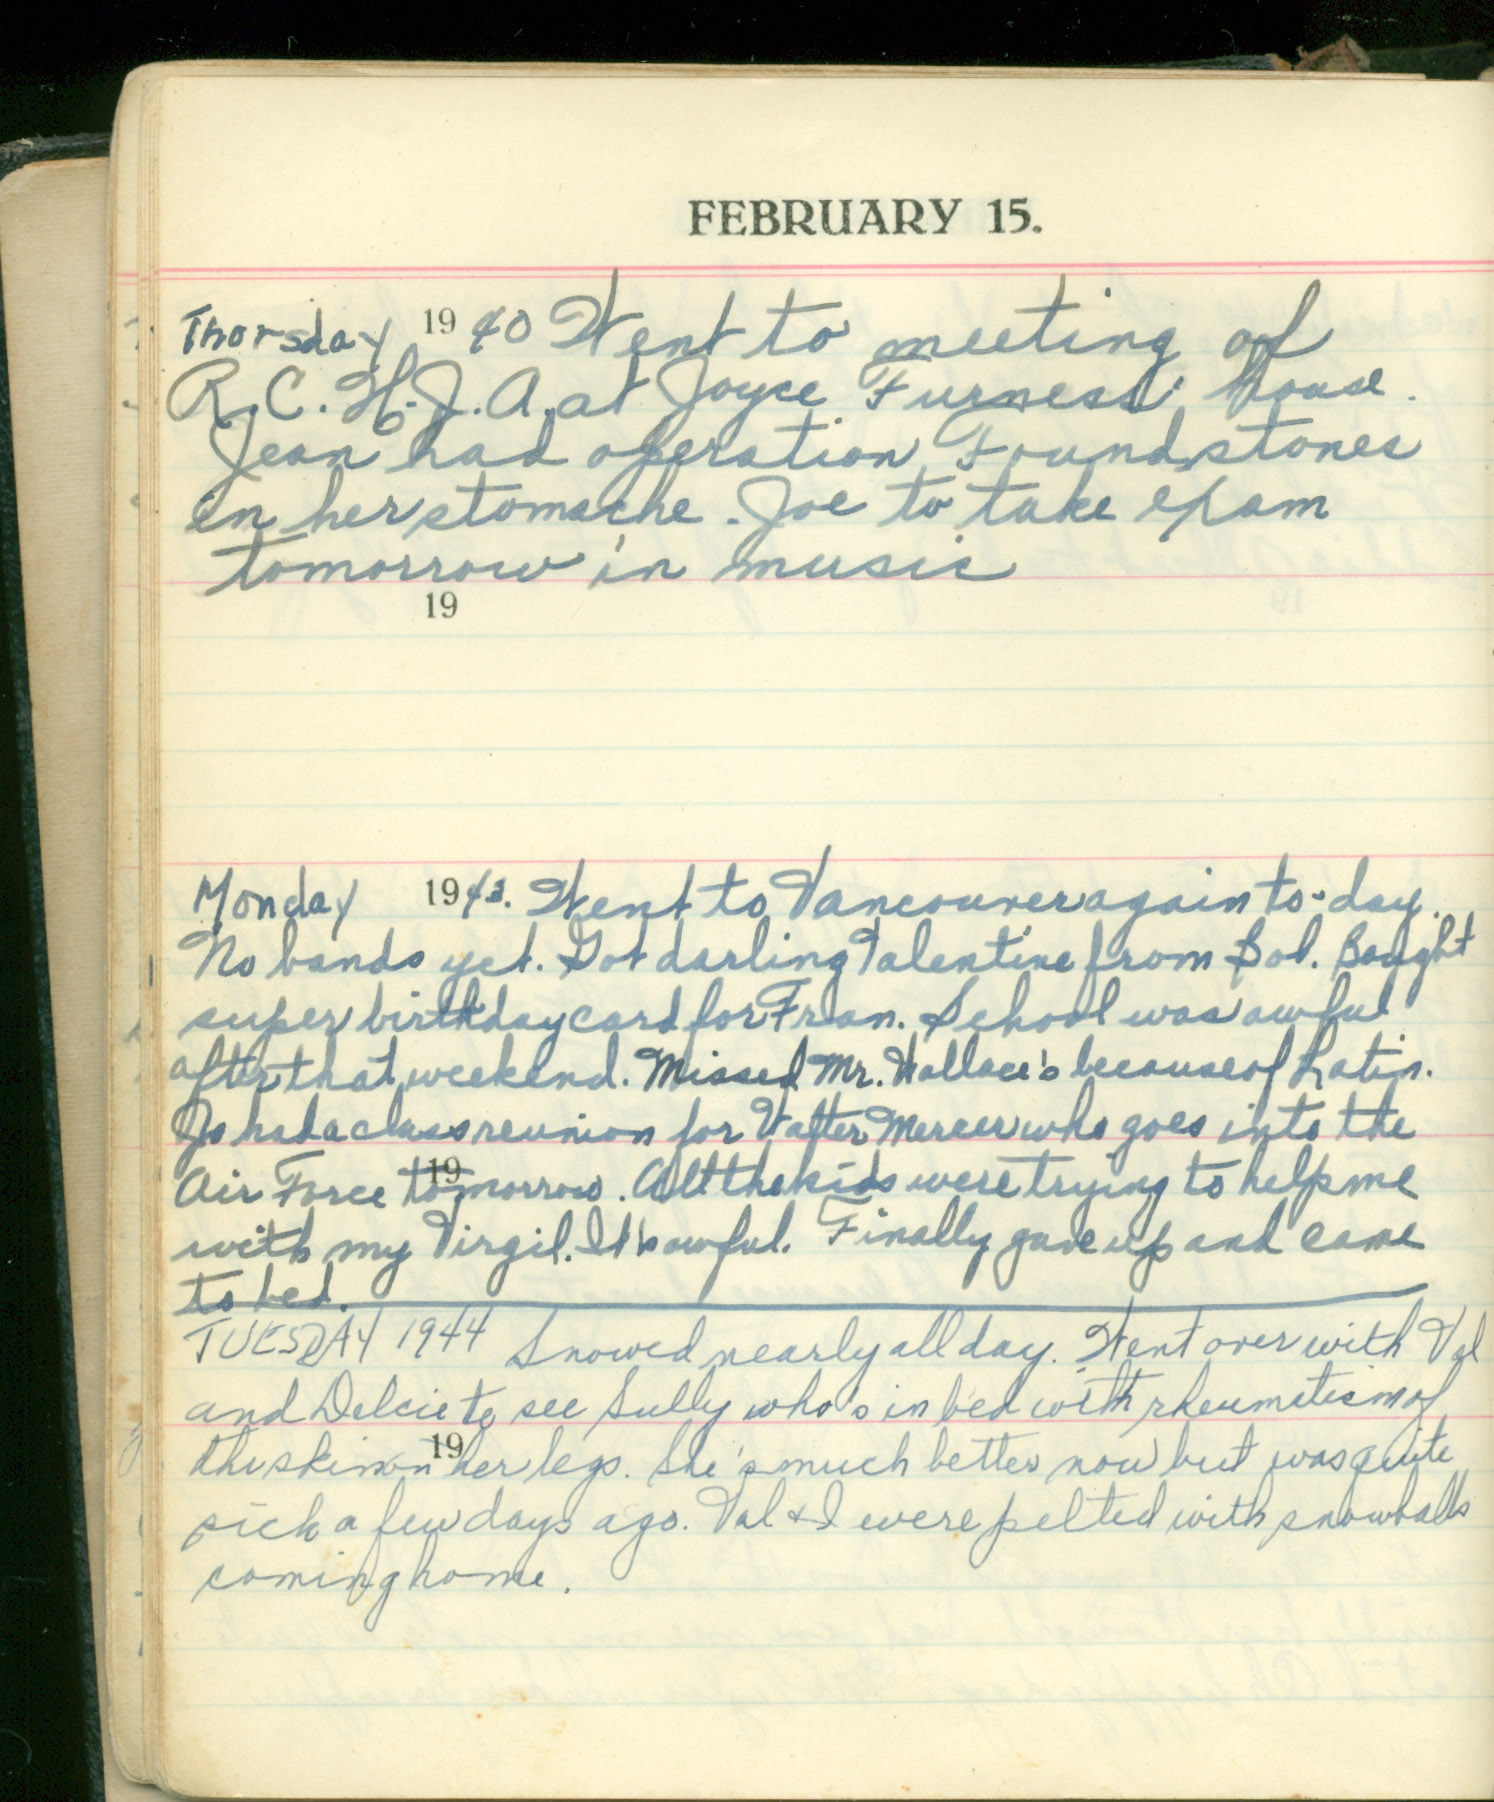 FEBRUARY 15.
Thorsday 1940 Went to meeting of
R.C.H.J.A. at Joyce Furness' house.
Jean had operation Found stones
in her stomache. Joe to take exam
tomorrow in music
19
Monday 1943. Went to Vancouver again to-day.
No bands yet. Got darling Valentine from Bob. Bought
super birthday card for Fran. School was awful
after that weekend. Missed Mr. Wallace's because of Latin.
Jo had a class reunion for Walter Mercer who goes into the
19
Air Force tomorrow. All the kids were trying to help me
with my Virgil. It's awful. Finally gave up and came
to bed.
TUESDAY 1944 Snowed nearly all day. Went over with Val
and Delcie to see Sully who's in bed with rheumatism of
19
the skin on her legs. She's much better now but was quite
sick a few days ago. Val & I were pelted with snowballs
coming home.